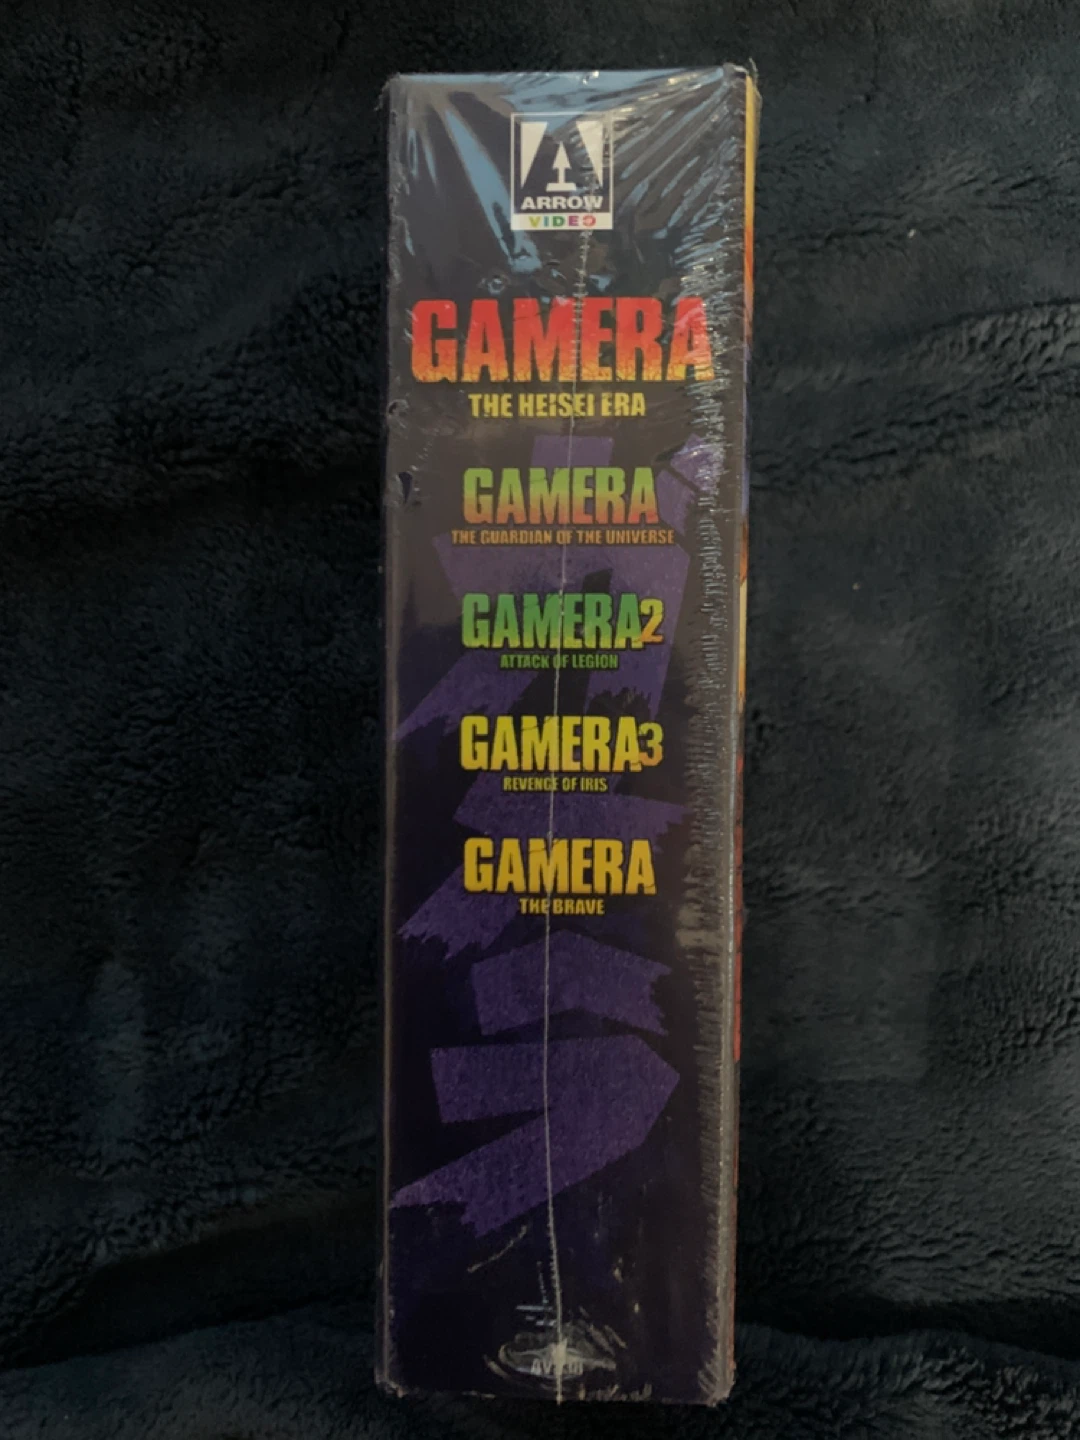 ARROW
VIDEO
GAMERA
THE HEISEI ERA
GAMERA
THE GUARDIAN OF THE UNIVERSE
GAMERA2
ATTACK OF LEGION
GAMERA3
REVENGE OF IRIS
GAMERA
THE BRAVE